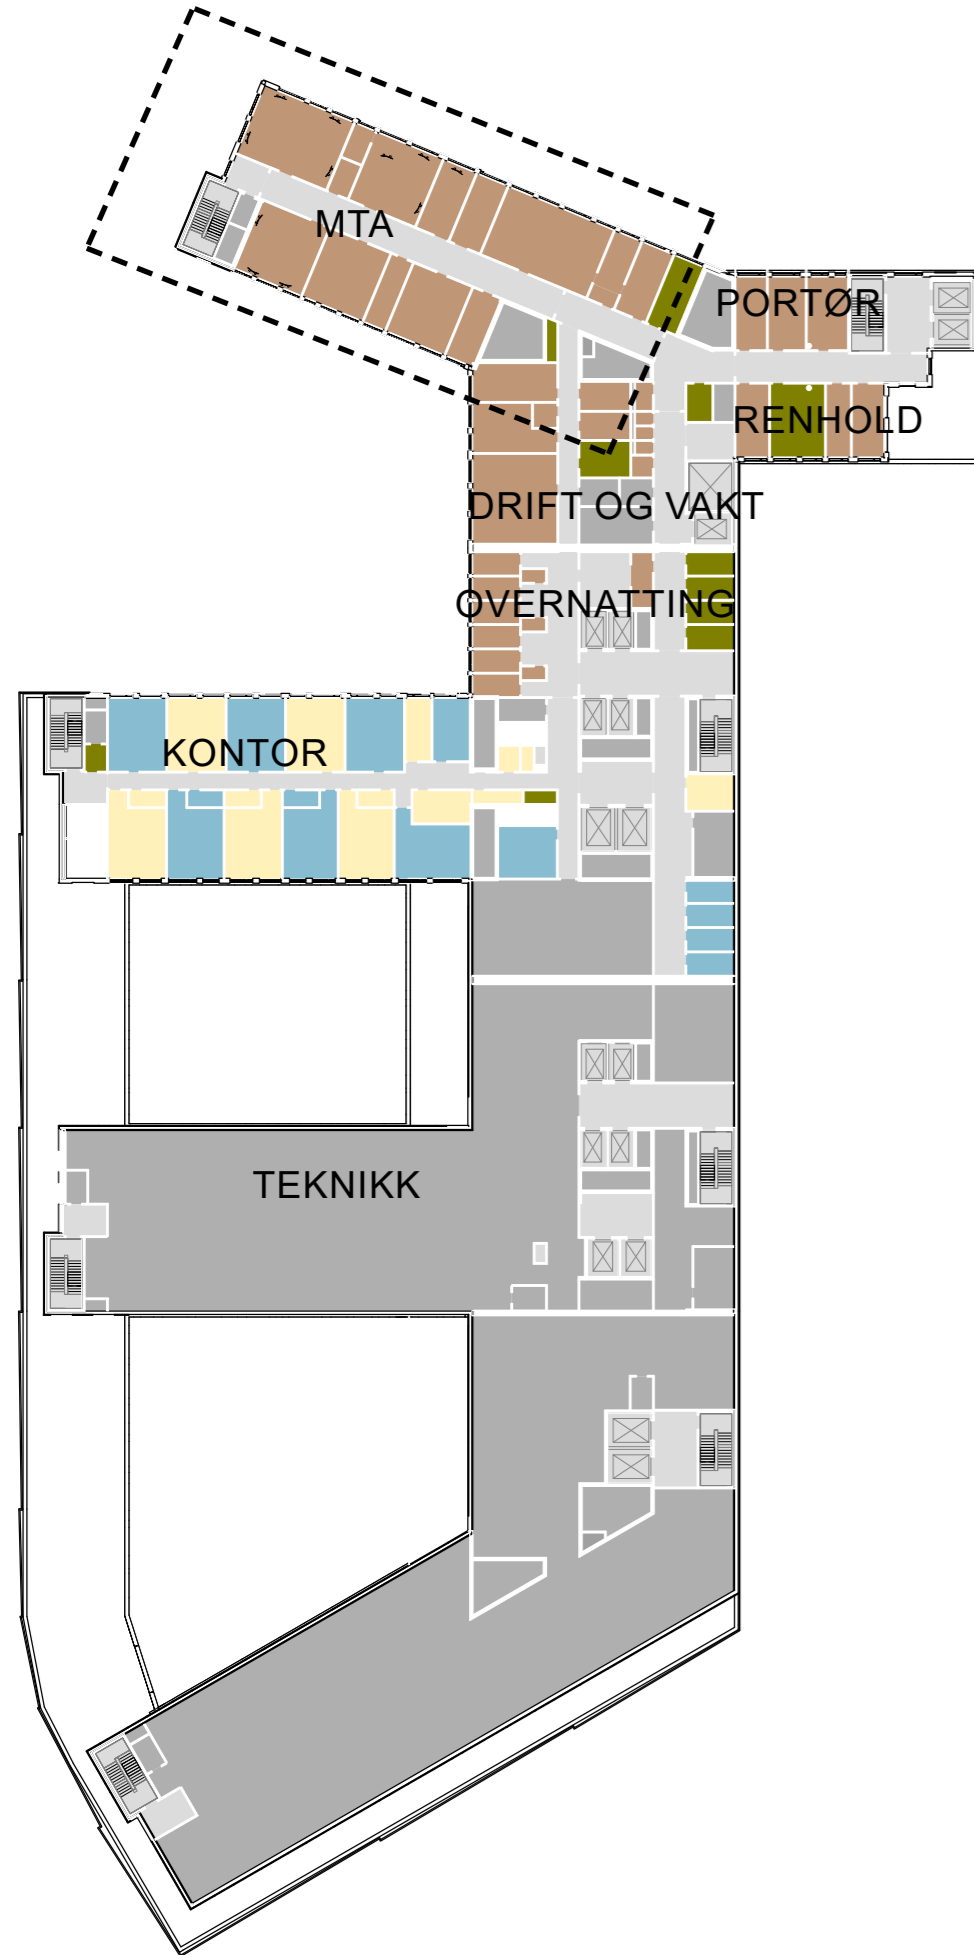 MTA
PORTØR
RENHOLD
DRIFT OG VAKT
OVERNATTING
KONTOR
TEKNIKK